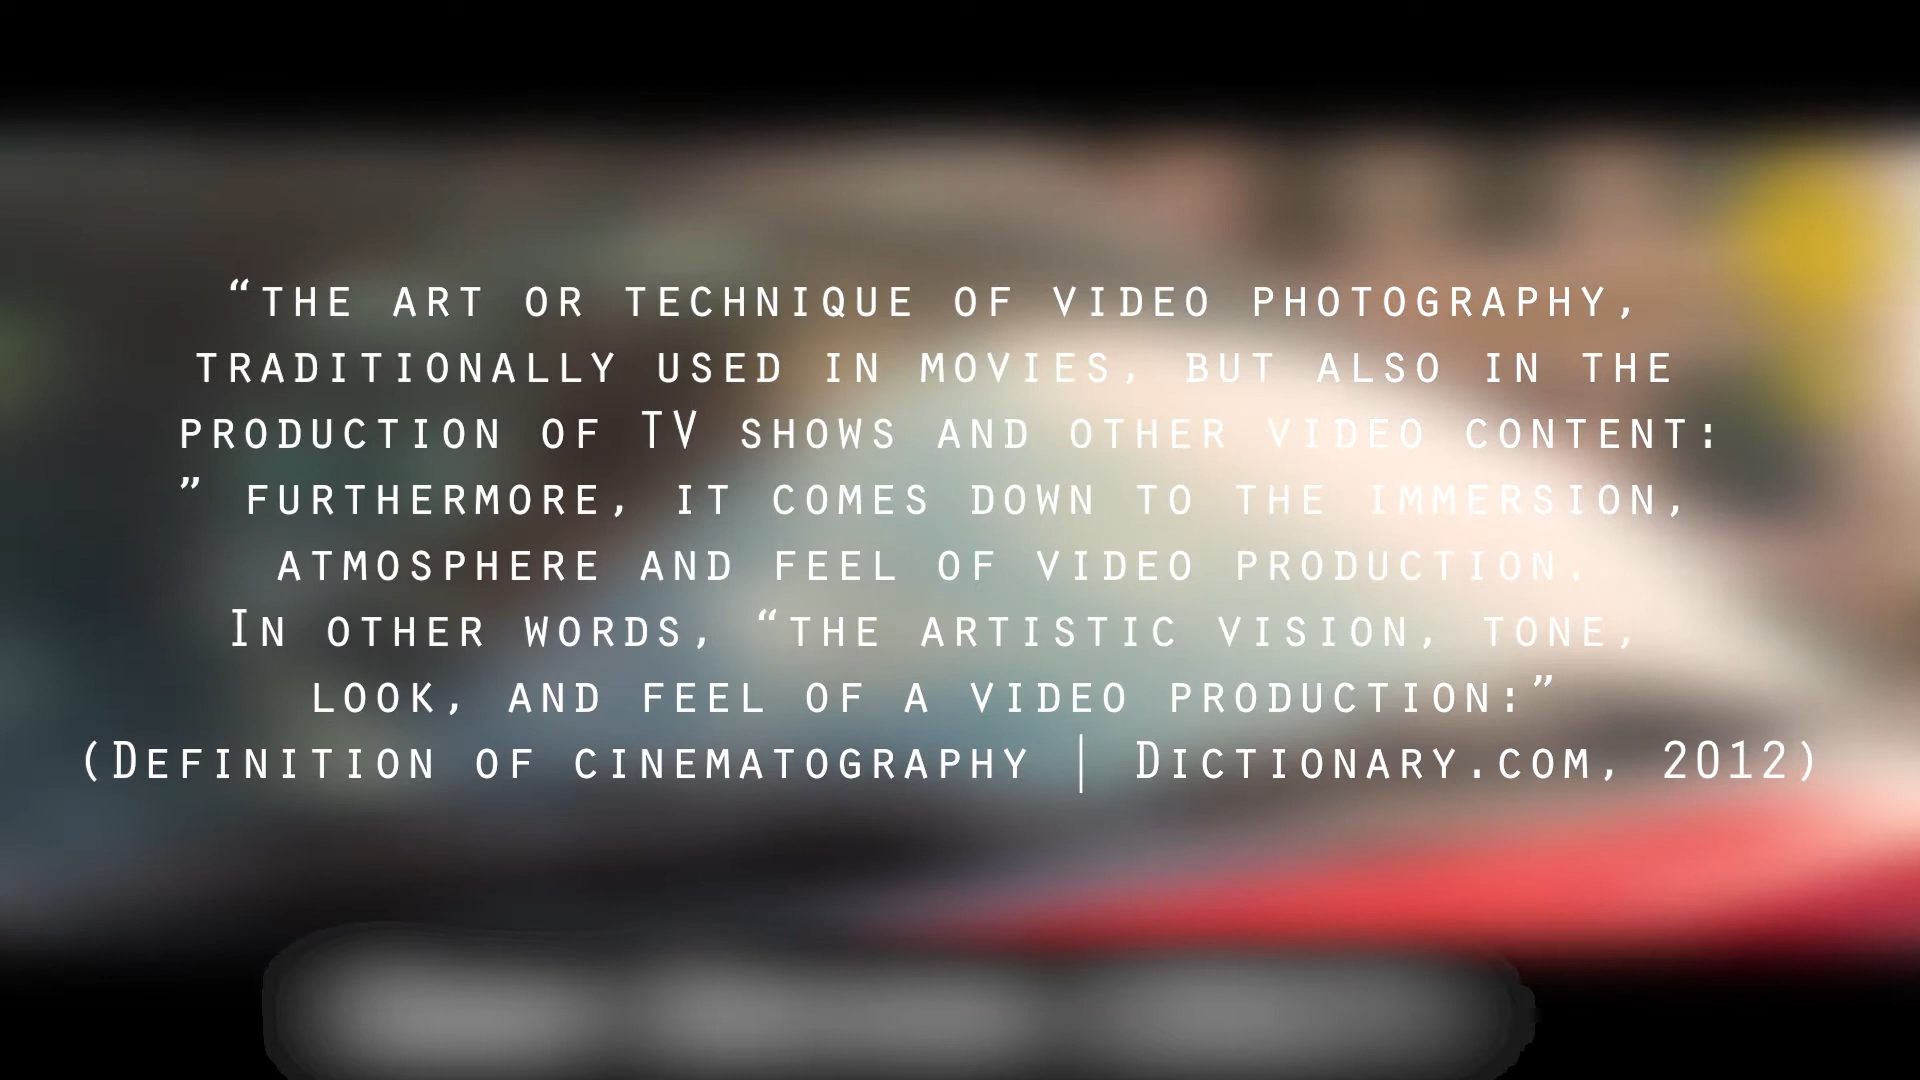 “the art or technique of video photography,
traditionally used in movies, but also in the
production of TV shows and other video content:
” furthermore, it comes down to the immersion,
atmosphere and feel of video production.
In other words, “the artistic vision, tone,
look, and feel of a video production:”
(Definition of cinematography | Dictionary.com, 2012)